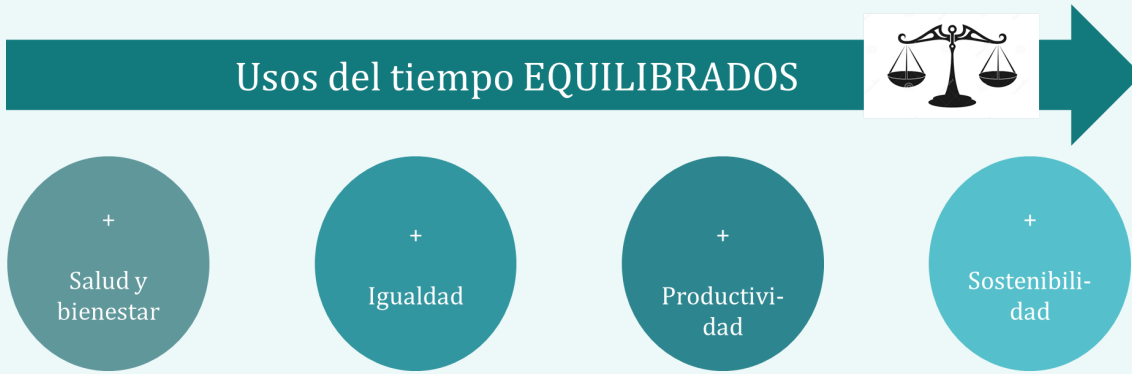 Usos del tiempo EQUILIBRADOS
+
Salud y
bienestar
+
Igualdad
+
Productivi-
dad
+
Sostenibili-
dad